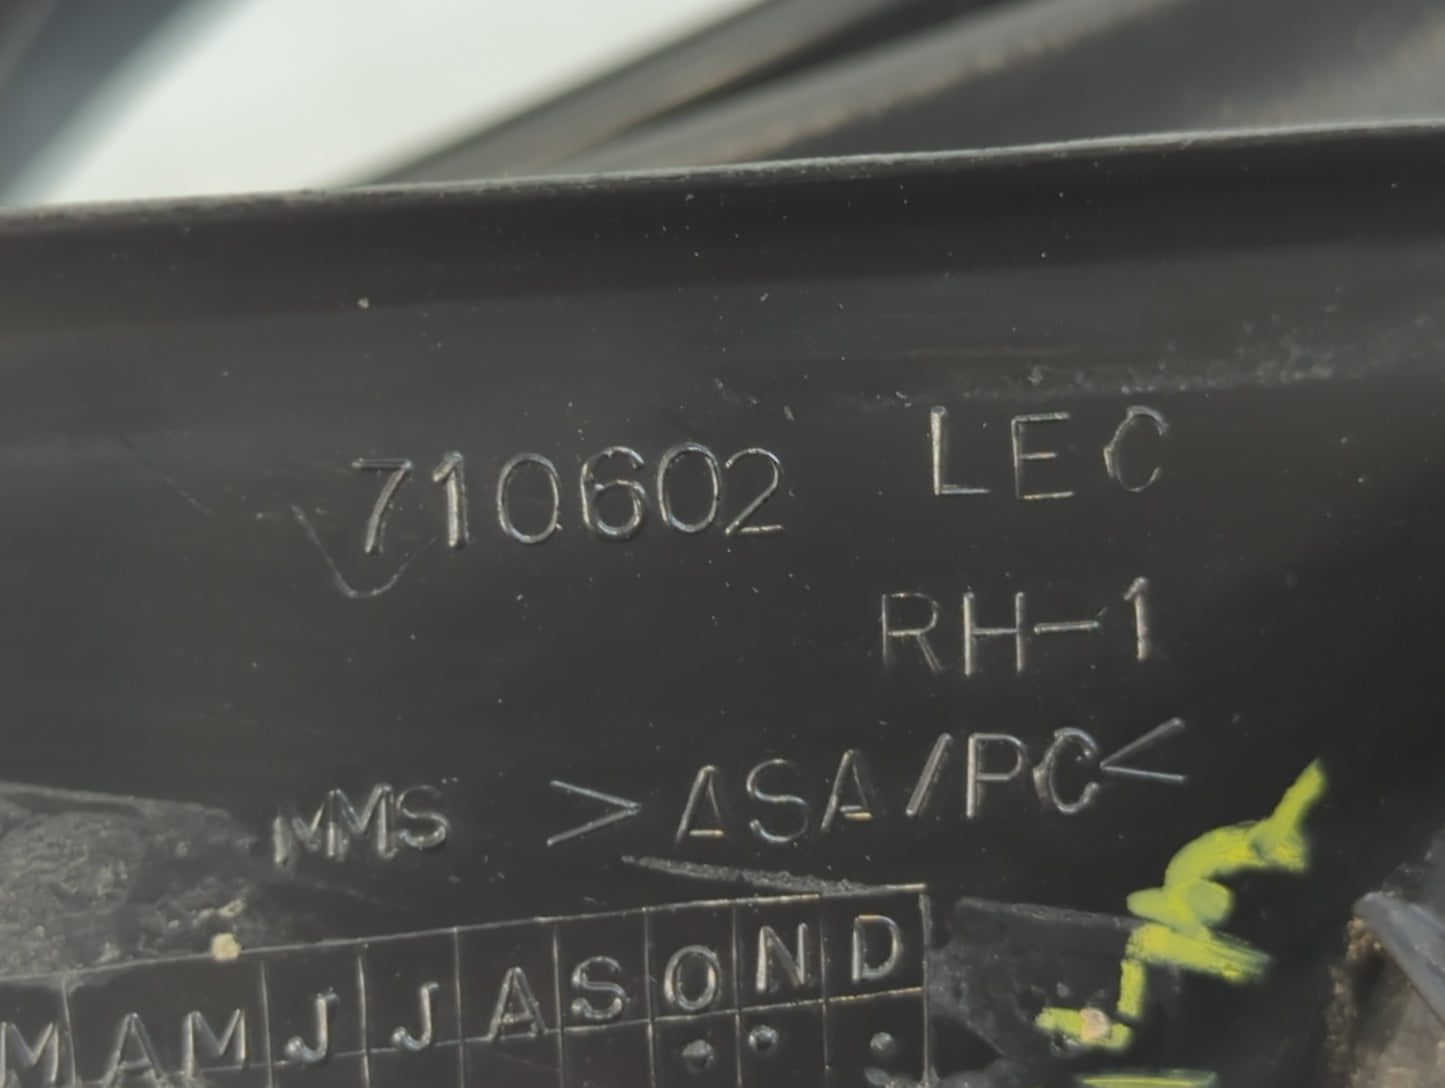 710602 LEC
RH-1
MMS >ASA/PC<
M A M J J A S O N D